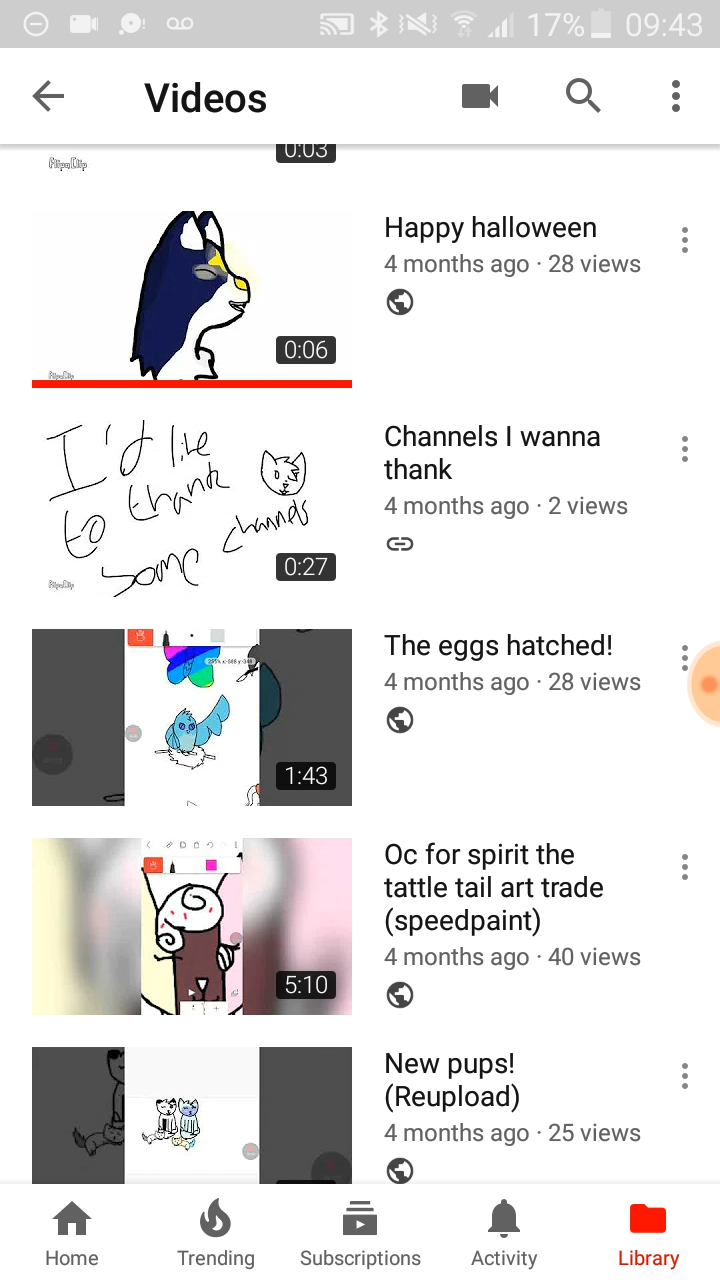 17% 09:43
Videos
0:03
FlipaClip
Happy halloween
4 months ago · 28 views
0:06
FlipaClip
Channels I wanna
thank
4 months ago · 2 views
I'd like
to thank
some channels
0:27
FlipaClip
The eggs hatched!
4 months ago · 28 views
1:43
Oc for spirit the
tattle tail art trade
(speedpaint)
4 months ago · 40 views
5:10
New pups!
(Reupload)
4 months ago · 25 views
Home Trending Subscriptions Activity Library